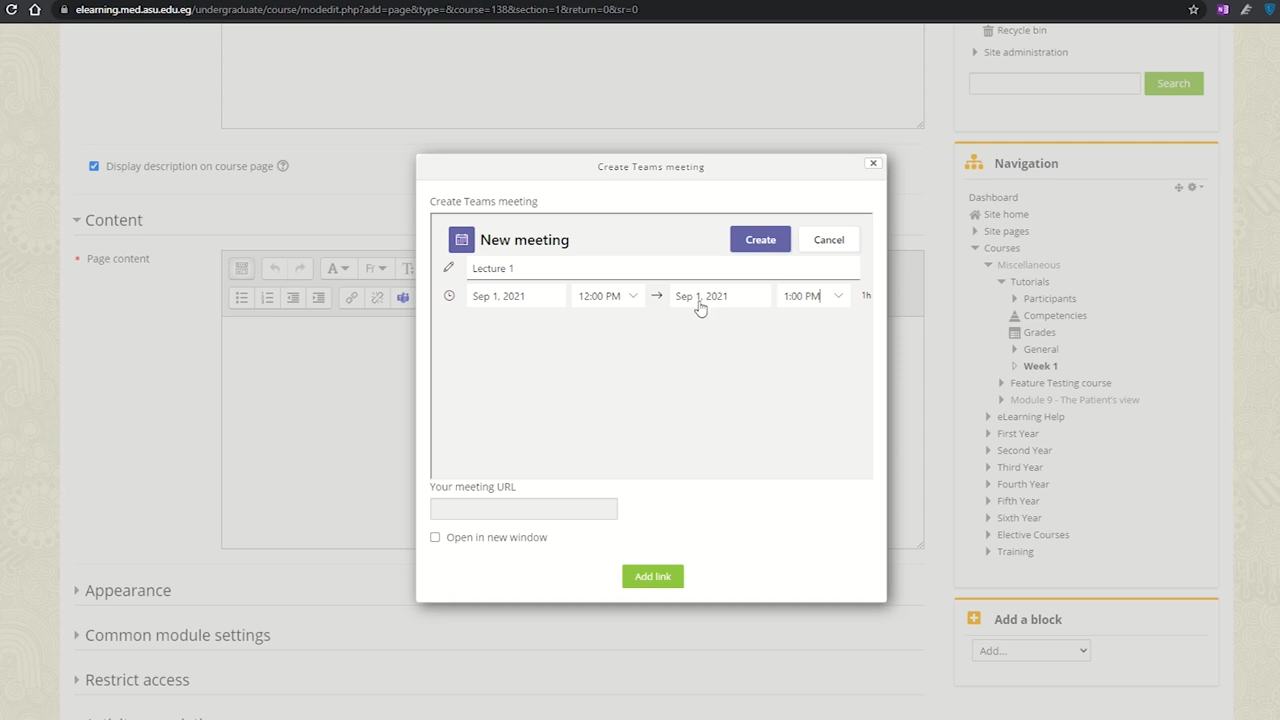 elearning.med.asu.edu.eg/undergraduate/course/modedit.php?add=page&type=&course=138&section=1&return=0&sr=0
Recycle bin
Site administration
Search
Display description on course page
Content
Page content
Create Teams meeting
Create Teams meeting
New meeting
Create
Cancel
Lecture 1
Sep 1, 2021 12:00 PM → Sep 1, 2021 1:00 PM 1h
Your meeting URL
Open in new window
Add link
Appearance
Common module settings
Restrict access
Navigation
Dashboard
Site home
Site pages
Courses
Miscellaneous
Tutorials
Participants
Competencies
Grades
General
Week 1
Feature Testing course
Module 9 - The Patient's view
eLearning Help
First Year
Second Year
Third Year
Fourth Year
Fifth Year
Sixth Year
Elective Courses
Training
Add a block
Add...